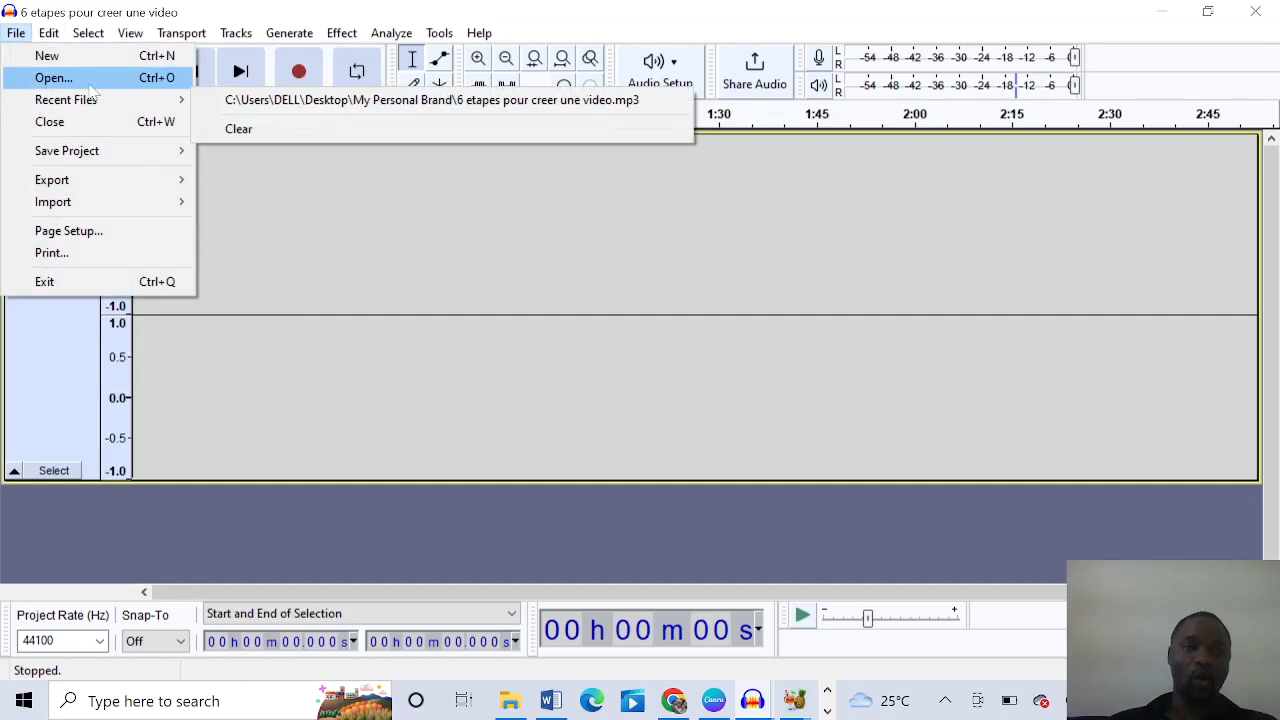 6 etapes pour creer une video
File Edit Select View Transport Tracks Generate Effect Analyze Tools Help
New Ctrl+N
Open... Ctrl+O
Recent Files
Close Ctrl+W
Save Project
Export
Import
Page Setup...
Print...
Exit Ctrl+Q
C:\Users\DELL\Desktop\My Personal Brand\6 etapes pour creer une video.mp3
Clear
Audio Setup
Share Audio
L R -54 -48 -42 -36 -30 -24 -18 -12 -6 0
L R -54 -48 -42 -36 -30 -24 -18 -12 -6 0
1:30 1:45 2:00 2:15 2:30 2:45
-1.0
1.0
0.5
0.0
-0.5
-1.0
Select
Project Rate (Hz) Snap-To Start and End of Selection
44100 Off 00 h 00 m 00.000 s 00 h 00 m 00.000 s
00 h 00 m 00 s
Stopped.
Type here to search
25°C